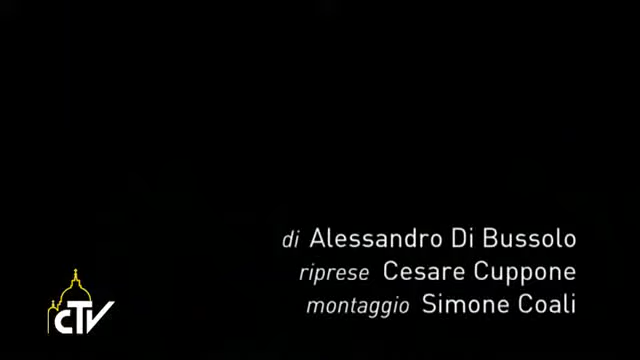 di Alessandro Di Bussolo
riprese Cesare Cuppone
montaggio Simone Coali
CTV